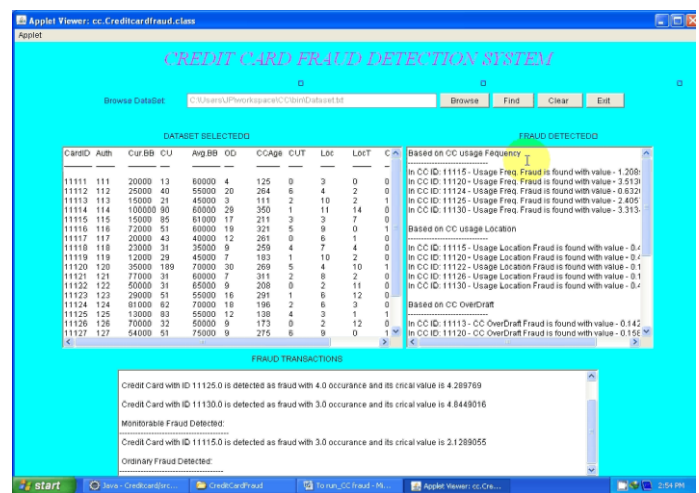 Applet Viewer: cc.Creditcardfraud.class
Applet
CREDIT CARD FRAUD DETECTION SYSTEM
Browse DataSet C:\Users\UP\workspace\CC\bin\Dataset.txt Browse Find Clear Exit
DATASET SELECTED
CardID Auth Cur.BB CU Avg.BB OD CCAge CUT Loc LocT C
11111 111 20000 13 60000 4 125 0 3 0 0
11112 112 25000 40 55000 20 264 6 4 2 0
11113 113 15000 21 45000 3 111 2 10 2 1
11114 114 100000 90 60000 29 350 1 11 14 0
11115 115 15000 85 61000 17 211 3 3 7 0
11116 116 72000 51 60000 19 321 5 9 0 1
11117 117 20000 43 40000 12 261 0 6 1 0
11118 118 23000 31 35000 9 259 4 7 4 0
11119 119 12000 29 45000 7 183 1 10 2 0
11120 120 35000 189 70000 30 269 5 4 10 1
11121 121 77000 31 60000 7 311 2 8 2 0
11122 122 50000 31 65000 9 208 0 2 11 0
11123 123 29000 51 55000 16 291 1 6 12 0
11124 124 81000 62 70000 18 196 2 6 3 0
11125 125 13000 83 55000 12 138 4 3 1 1
11126 126 70000 32 50000 9 173 0 2 12 0
11127 127 54000 51 75000 9 275 6 9 0 1
FRAUD DETECTED
Based on CC usage Fequency
In CC ID: 11115 - Usage Freq. Fraud is found with value - 1.208
In CC ID: 11124 - Usage Freq. Fraud is found with value - 0.632
In CC ID: 11125 - Usage Freq. Fraud is found with value - 2.405
In CC ID: 11130 - Usage Freq. Fraud is found with value - 3.313
Based on CC usage Location
In CC ID: 11115 - Usage Location Fraud is found with value - 0.4
In CC ID: 11120 - Usage Location Fraud is found with value - 0.4
In CC ID: 11122 - Usage Location Fraud is found with value - 0.1
In CC ID: 11126 - Usage Location Fraud is found with value - 0.1
In CC ID: 11130 - Usage Location Fraud is found with value - 0.
Based on CC OverDraft
In CC ID: 11113 - CC OverDraft Fraud is found with value - 0.142
In CC ID: 11120 - CC OverDraft Fraud is found with value - 0.158
FRAUD TRANSACTIONS
Credit Card with ID 11125.0 is detected as fraud with 4.0 occurance and its crical value is 4.289769
Credit Card with ID 11130.0 is detected as fraud with 3.0 occurance and its crical value is 4.8449016
Monitorable Fraud Detected:
Credit Card with ID 11115.0 is detected as fraud with 3.0 occurance and its crical value is 2.1289055
Ordinary Fraud Detected:
start Java - Creditcard/src... CreditCardFraud To run_CC fraud - Mi... Applet Viewer: cc.Cre... 2:54 PM